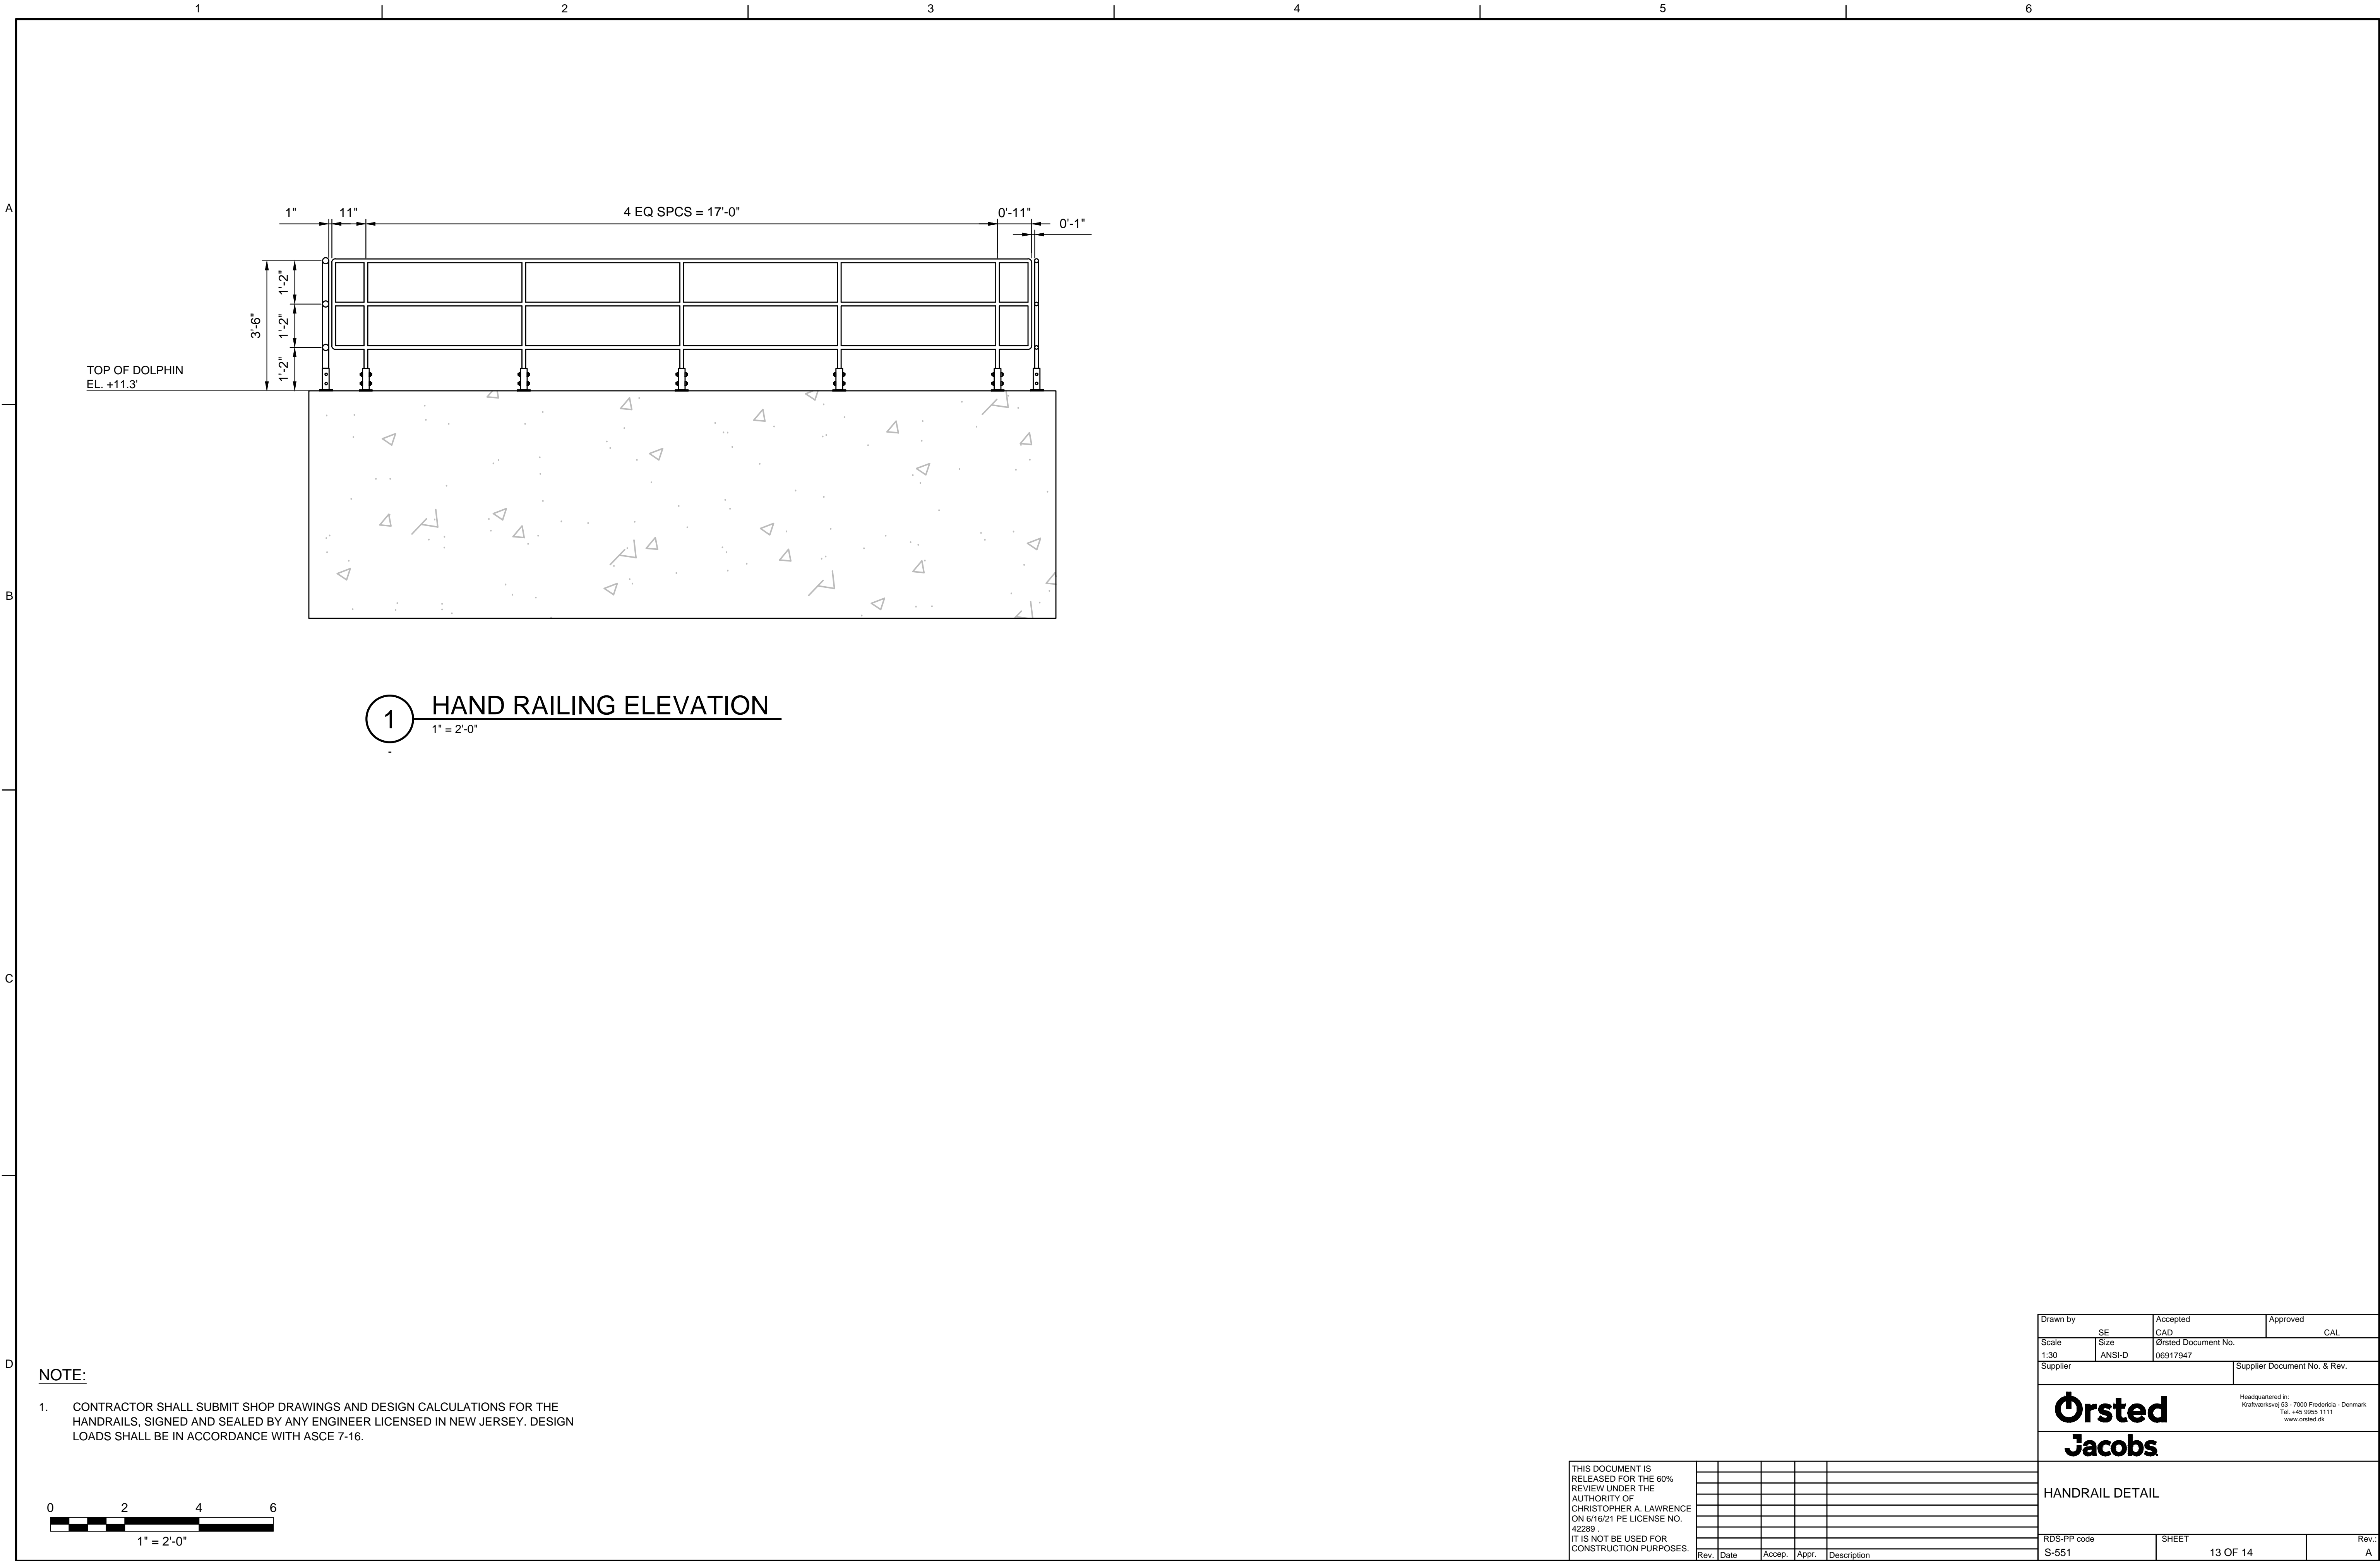 1 2 3 4 5 6
A
B
C
D
1" 11" 4 EQ SPCS = 17'-0" 0'-11"
0'-1"
3'-6"
1'-2"
1'-2"
1'-2"
TOP OF DOLPHIN
EL. +11.3'
1 HAND RAILING ELEVATION
1" = 2'-0"
-
NOTE:
1. CONTRACTOR SHALL SUBMIT SHOP DRAWINGS AND DESIGN CALCULATIONS FOR THE
HANDRAILS, SIGNED AND SEALED BY ANY ENGINEER LICENSED IN NEW JERSEY. DESIGN
LOADS SHALL BE IN ACCORDANCE WITH ASCE 7-16.
0 2 4 6
1" = 2'-0"
THIS DOCUMENT IS
RELEASED FOR THE 60%
REVIEW UNDER THE
AUTHORITY OF
CHRISTOPHER A. LAWRENCE
ON 6/16/21 PE LICENSE NO.
42289 .
IT IS NOT BE USED FOR
CONSTRUCTION PURPOSES.
Rev. Date Accep. Appr. Description
Drawn by Accepted Approved
SE CAD CAL
Scale Size Ørsted Document No.
1:30 ANSI-D 06917947
Supplier Supplier Document No. & Rev.
Ørsted
Headquartered in:
Kraftværksvej 53 - 7000 Fredericia - Denmark
Tel. +45 9955 1111
www.orsted.dk
Jacobs
HANDRAIL DETAIL
RDS-PP code SHEET Rev.:
S-551 13 OF 14 A